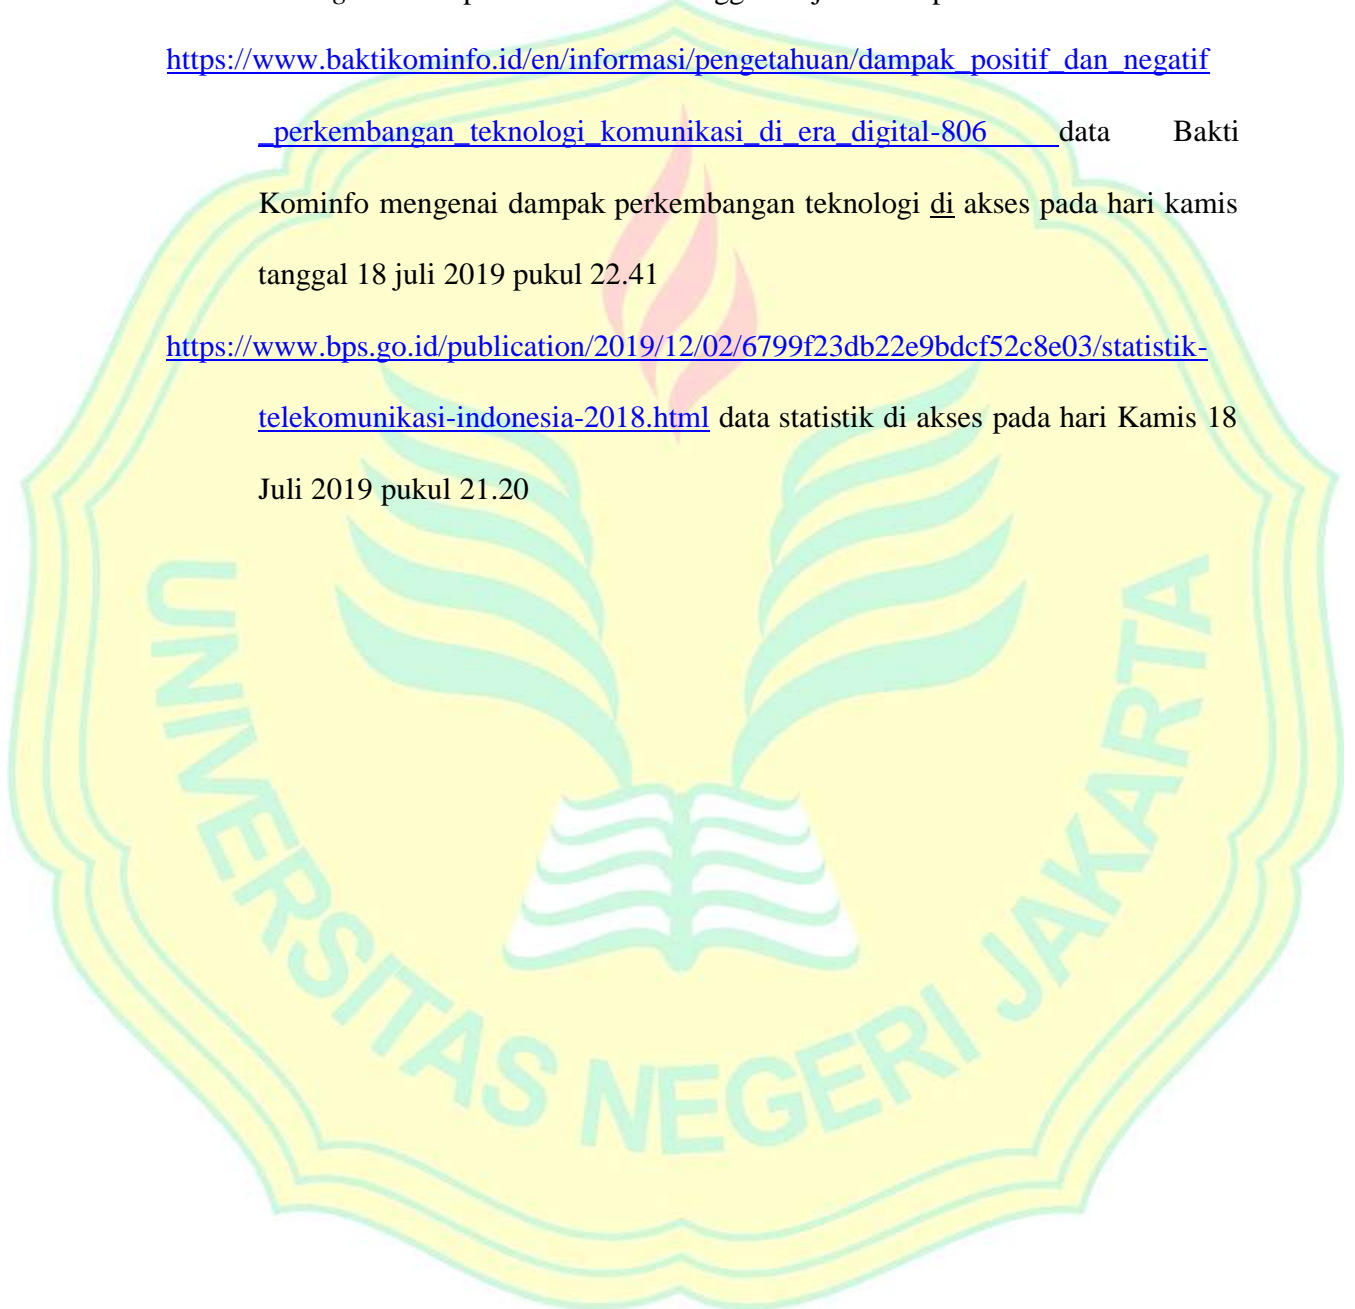 https://www.baktikominfo.id/en/informasi/pengetahuan/dampak_positif_dan_negatif
_perkembangan_teknologi_komunikasi_di_era_digital-806 data Bakti
Kominfo mengenai dampak perkembangan teknologi di akses pada hari kamis
tanggal 18 juli 2019 pukul 22.41
https://www.bps.go.id/publication/2019/12/02/6799f23db22e9bdcf52c8e03/statistik-
telekomunikasi-indonesia-2018.html data statistik di akses pada hari Kamis 18
Juli 2019 pukul 21.20
UNIVERSITAS NEGERI JAKARTA